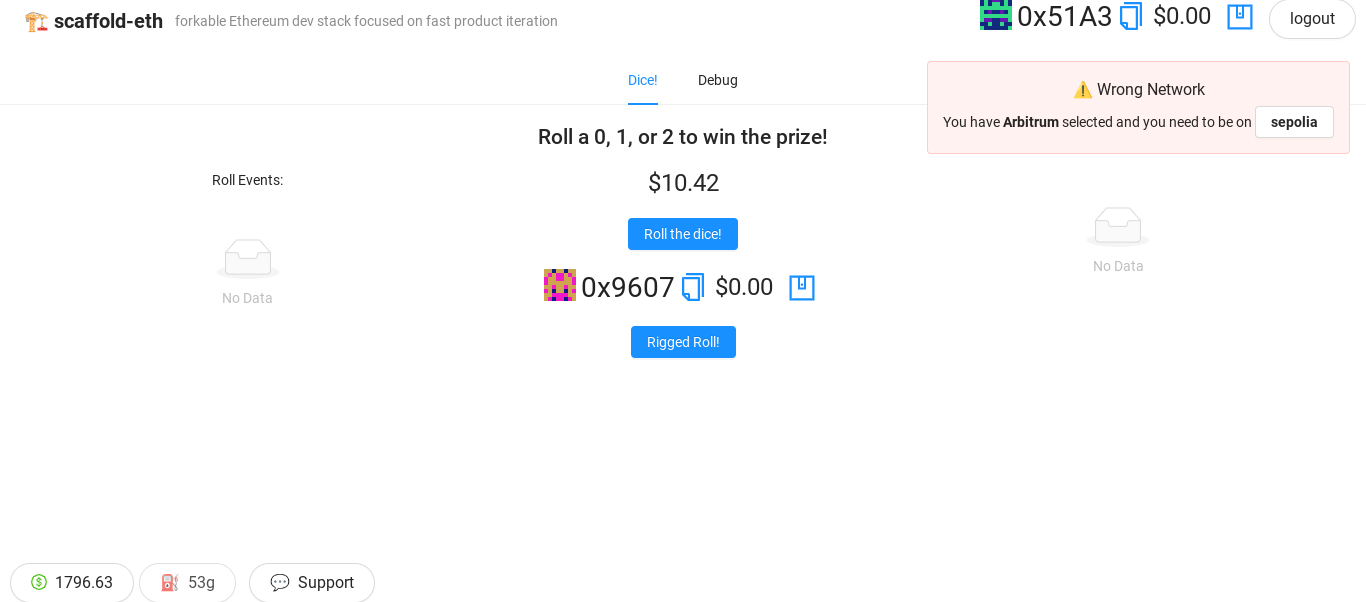 scaffold-eth forkable Ethereum dev stack focused on fast product iteration
0x51A3 $0.00 logout
Dice! Debug
⚠️ Wrong Network
You have Arbitrum selected and you need to be on sepolia
Roll a 0, 1, or 2 to win the prize!
Roll Events:
$10.42
Roll the dice!
No Data
0x9607 $0.00
No Data
Rigged Roll!
1796.63 53g Support